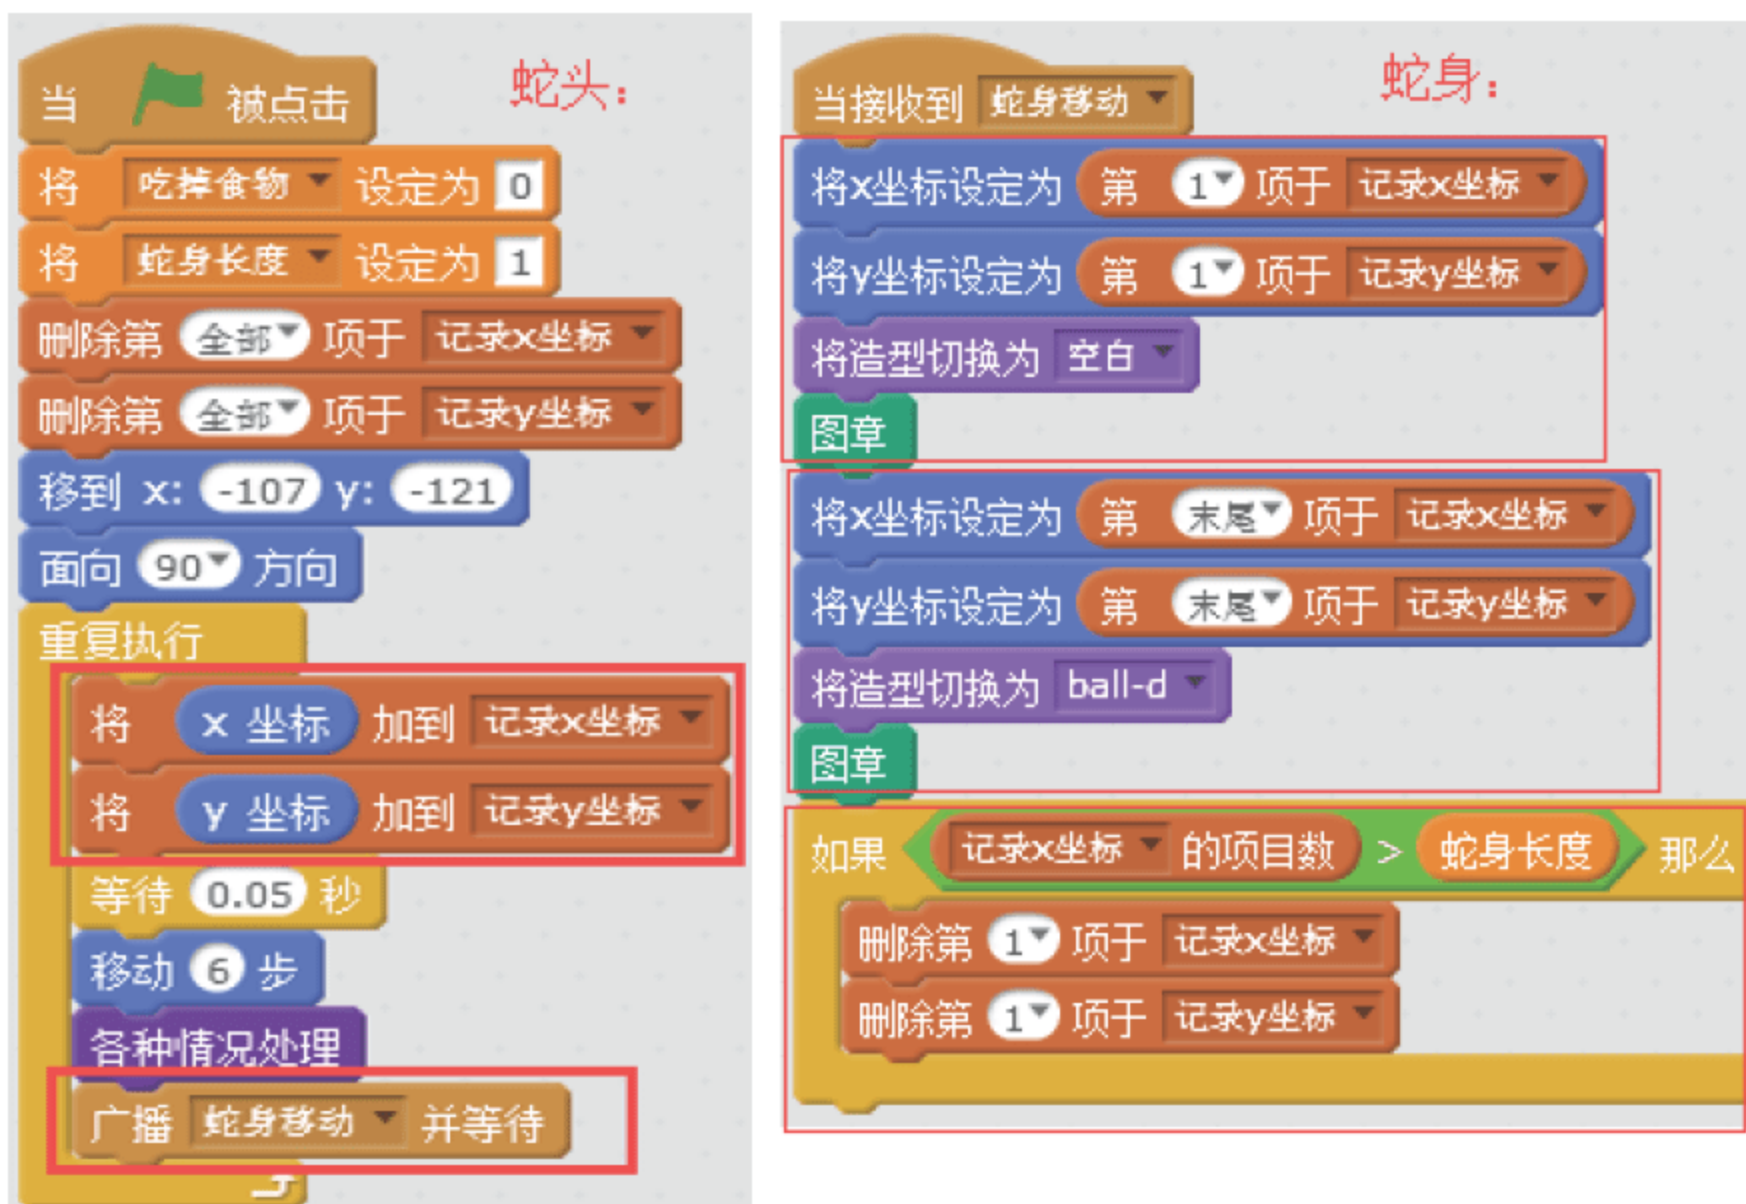 蛇头：
当 被点击
将 吃掉食物 设定为 0
将 蛇身长度 设定为 1
删除第 全部 项于 记录x坐标
删除第 全部 项于 记录y坐标
移到 x: -107 y: -121
面向 90 方向
重复执行
将 x 坐标 加到 记录x坐标
将 y 坐标 加到 记录y坐标
等待 0.05 秒
移动 6 步
各种情况处理
广播 蛇身移动 并等待
蛇身：
当接收到 蛇身移动
将x坐标设定为 第 1 项于 记录x坐标
将y坐标设定为 第 1 项于 记录y坐标
将造型切换为 空白
图章
将x坐标设定为 第 末尾 项于 记录x坐标
将y坐标设定为 第 末尾 项于 记录y坐标
将造型切换为 ball-d
图章
如果 记录x坐标 的项目数 > 蛇身长度 那么
删除第 1 项于 记录x坐标
删除第 1 项于 记录y坐标